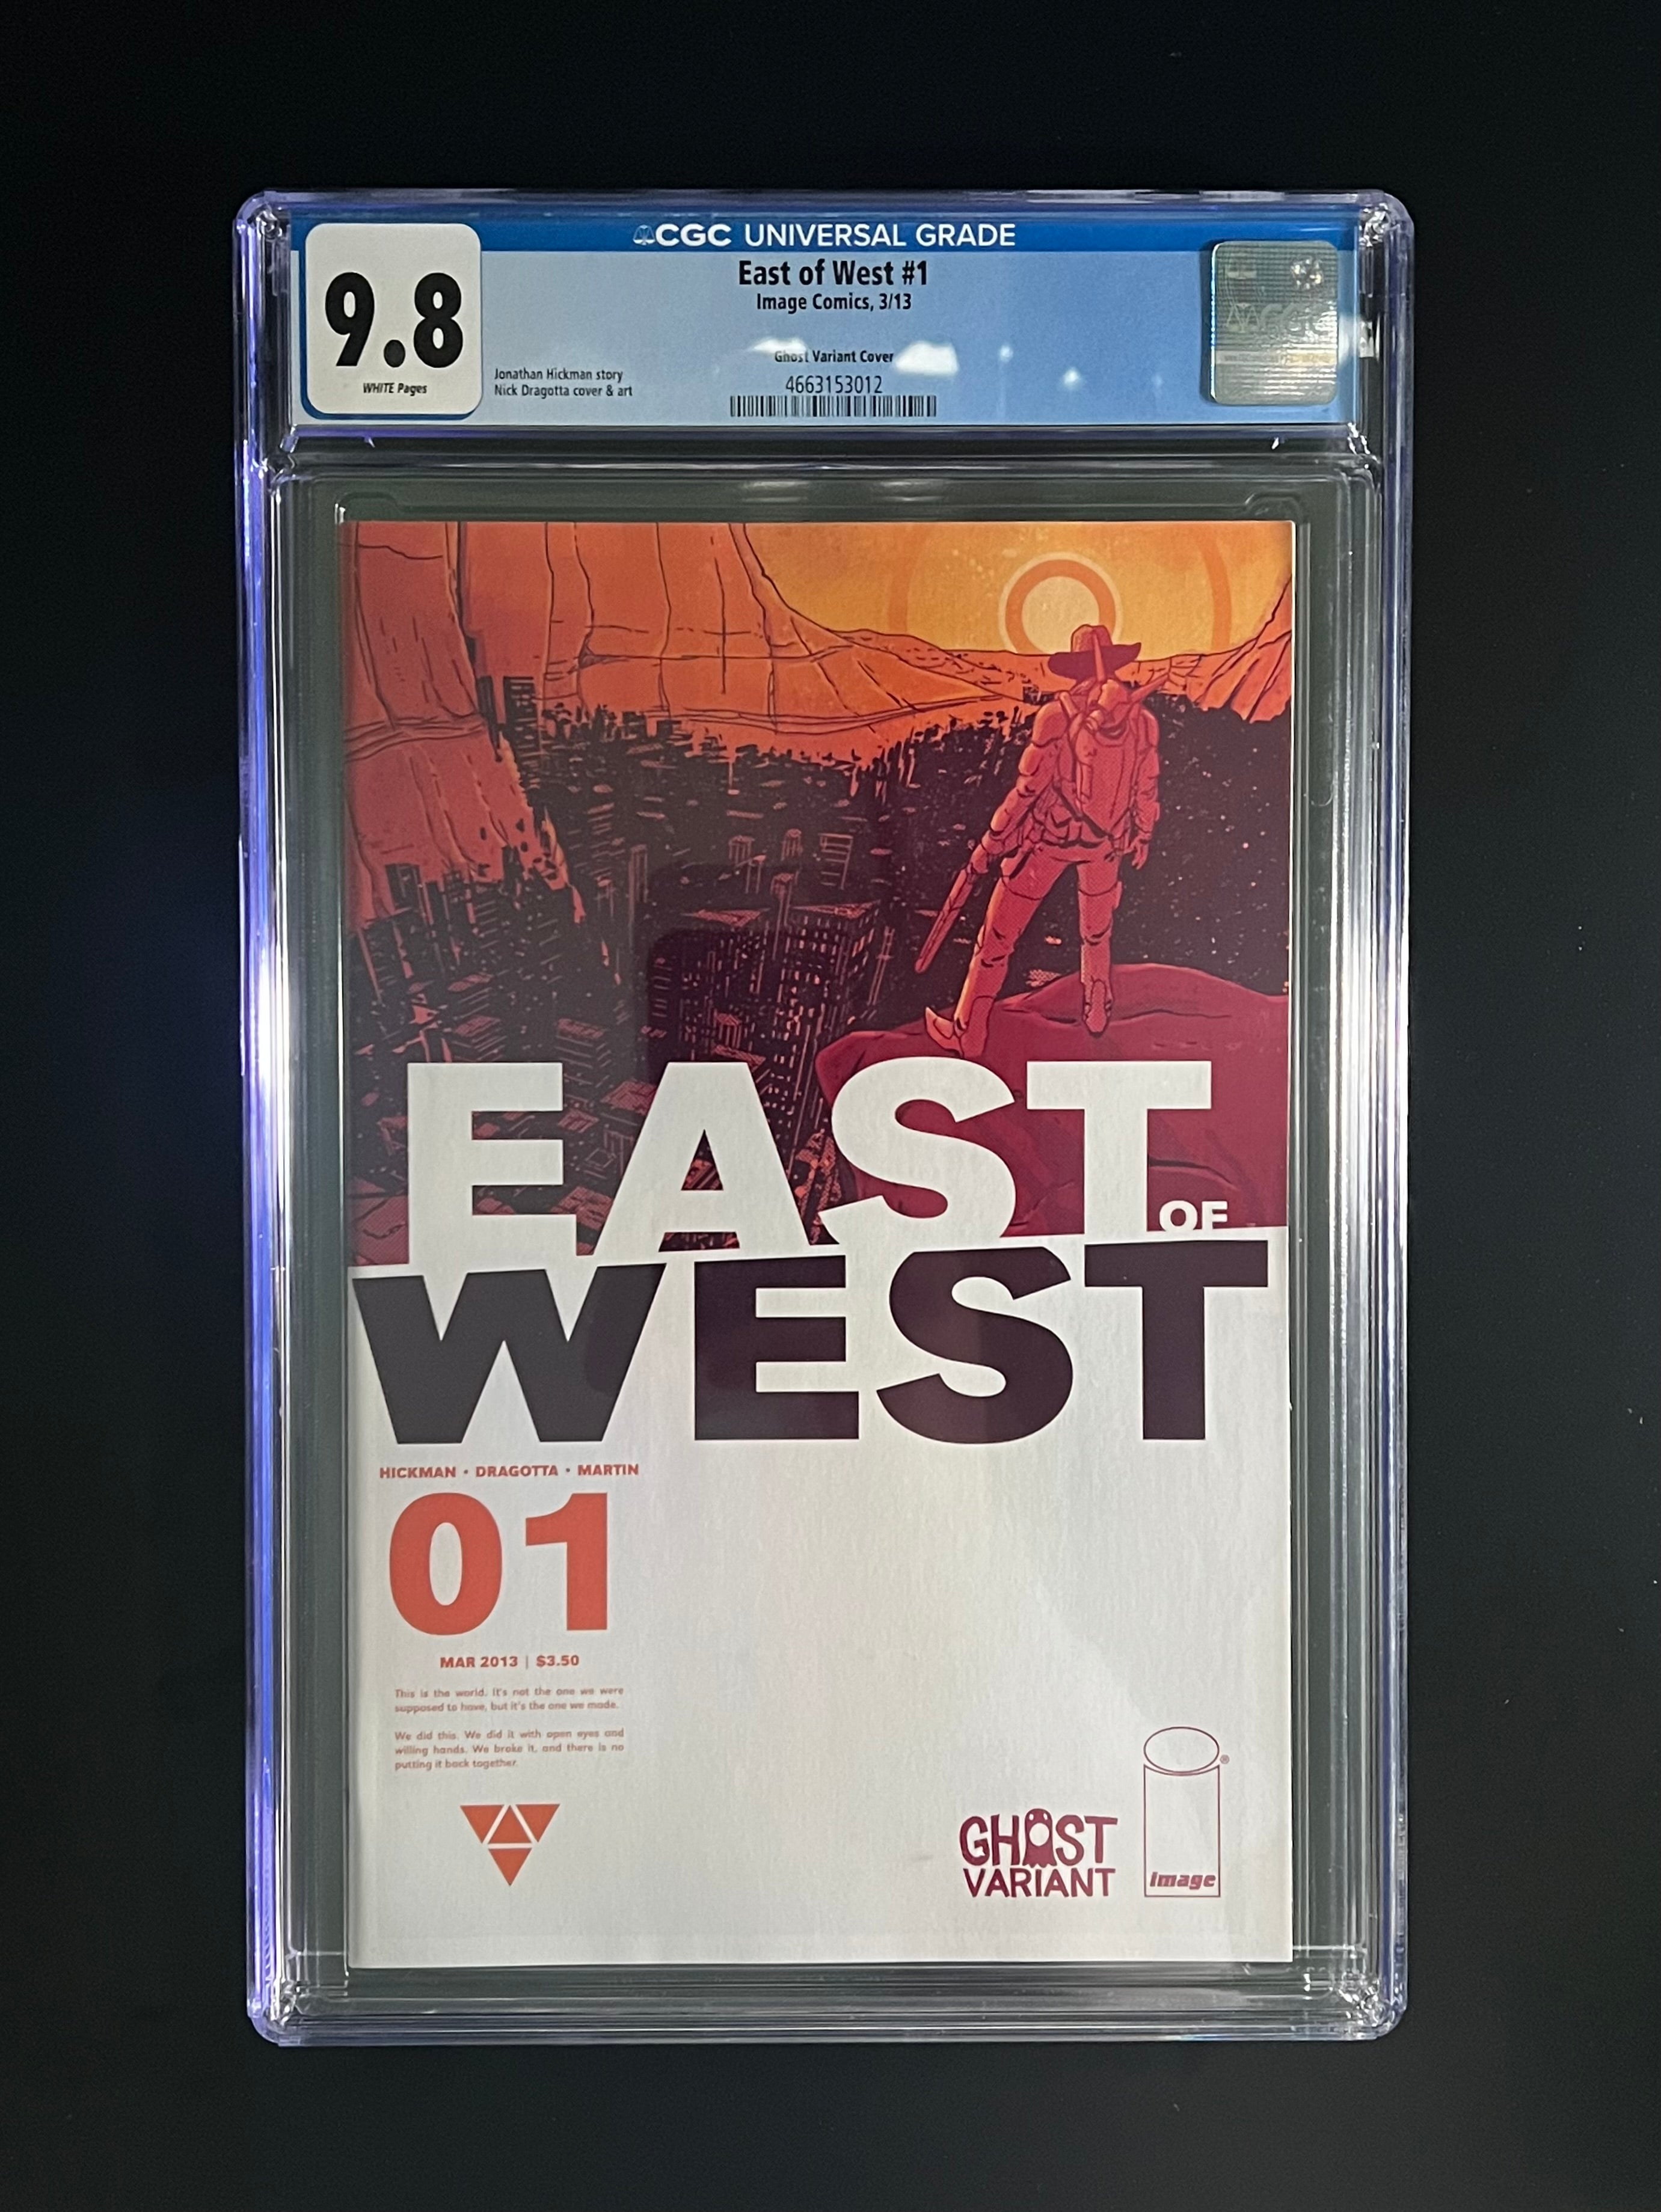 CGC UNIVERSAL GRADE
9.8
WHITE Pages
East of West #1
Image Comics, 3/13
Ghost Variant Cover
Jonathan Hickman story
Nick Dragotta cover & art
4663153012
EAST
OF
WEST
HICKMAN • DRAGOTTA • MARTIN
01
MAR 2013 | $3.50
This is the world. It's not the one we were
supposed to have, but it's the one we made.
We did this. We did it with open eyes and
willing hands. We broke it, and there is no
putting it back together.
GHOST
VARIANT
image
®